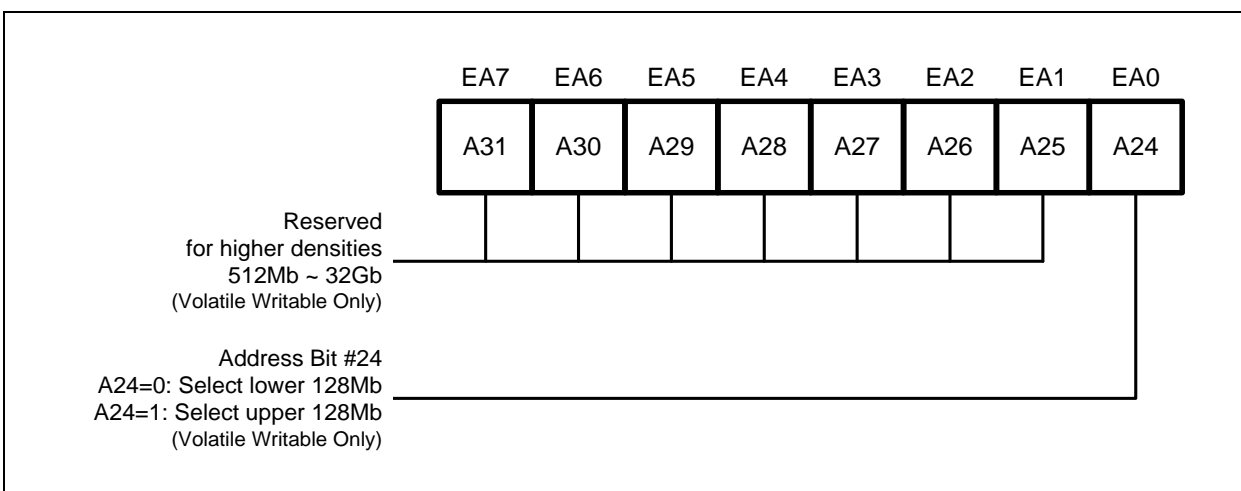 EA7 EA6 EA5 EA4 EA3 EA2 EA1 EA0
A31 A30 A29 A28 A27 A26 A25 A24
Reserved
for higher densities
512Mb ~ 32Gb
(Volatile Writable Only)
Address Bit #24
A24=0: Select lower 128Mb
A24=1: Select upper 128Mb
(Volatile Writable Only)